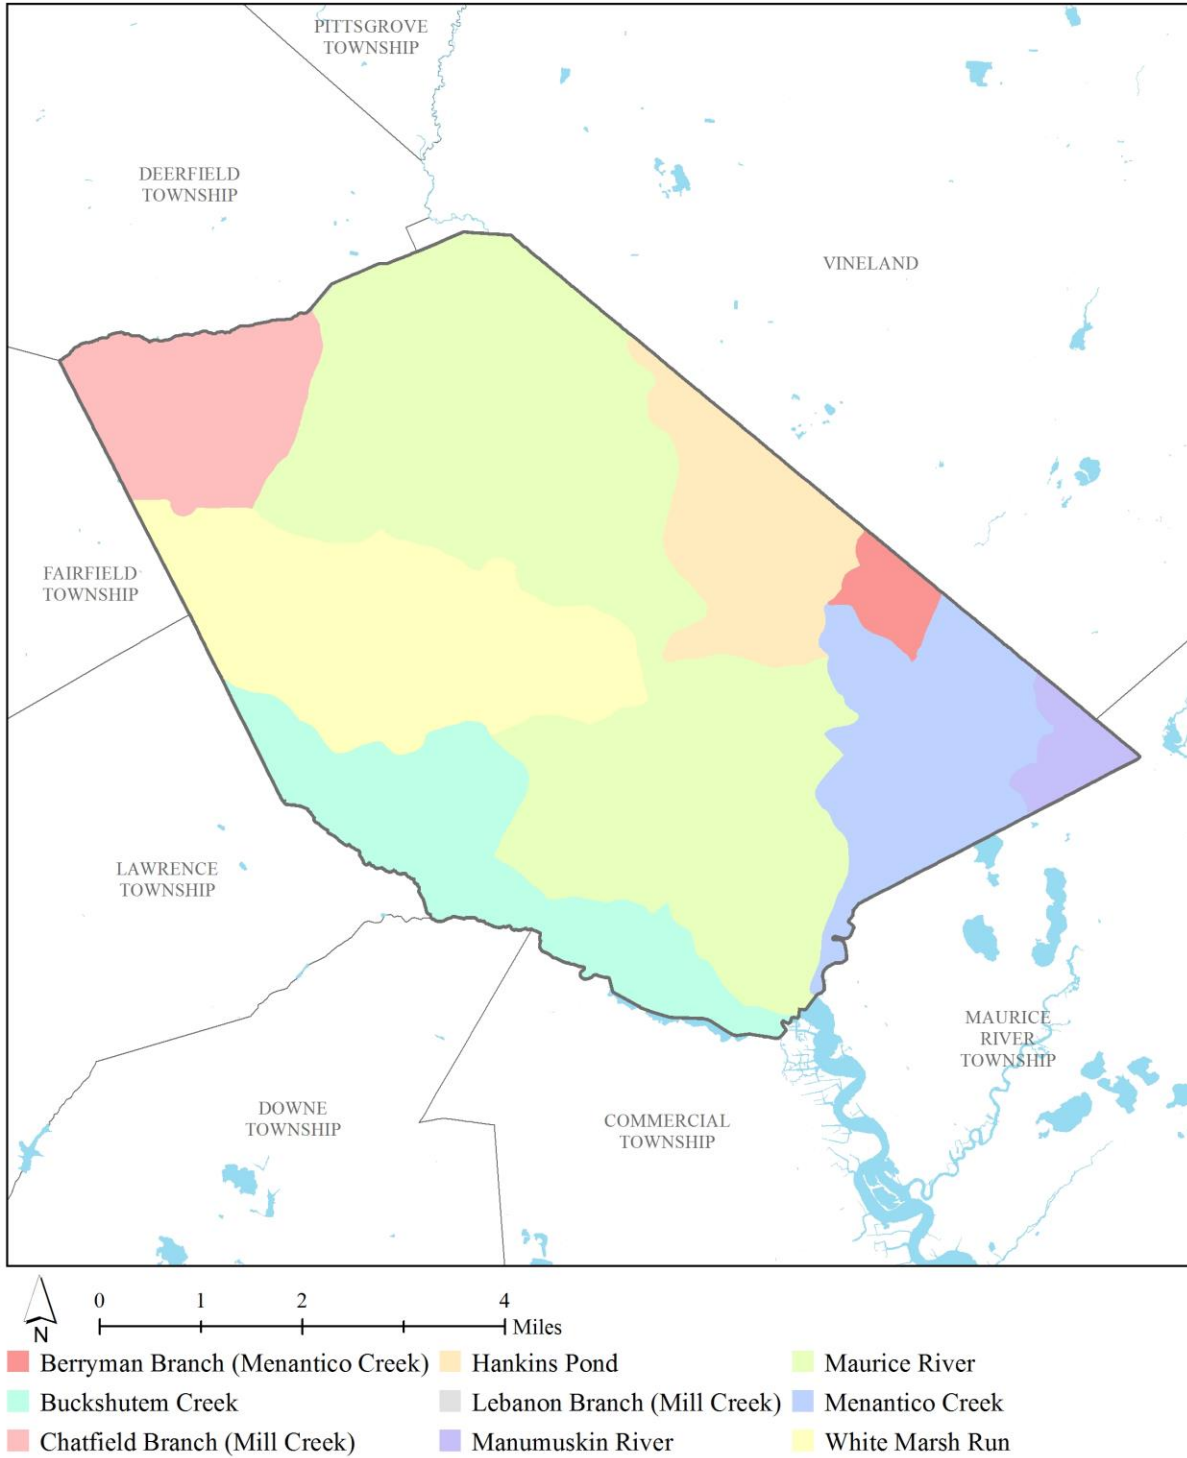 PITTSGROVE
TOWNSHIP
DEERFIELD
TOWNSHIP
VINELAND
FAIRFIELD
TOWNSHIP
LAWRENCE
TOWNSHIP
MAURICE
RIVER
TOWNSHIP
DOWNE
TOWNSHIP
COMMERCIAL
TOWNSHIP
N
0 1 2 4
Miles
Berryman Branch (Menantico Creek)
Hankins Pond
Maurice River
Buckshutem Creek
Lebanon Branch (Mill Creek)
Menantico Creek
Chatfield Branch (Mill Creek)
Manumuskin River
White Marsh Run